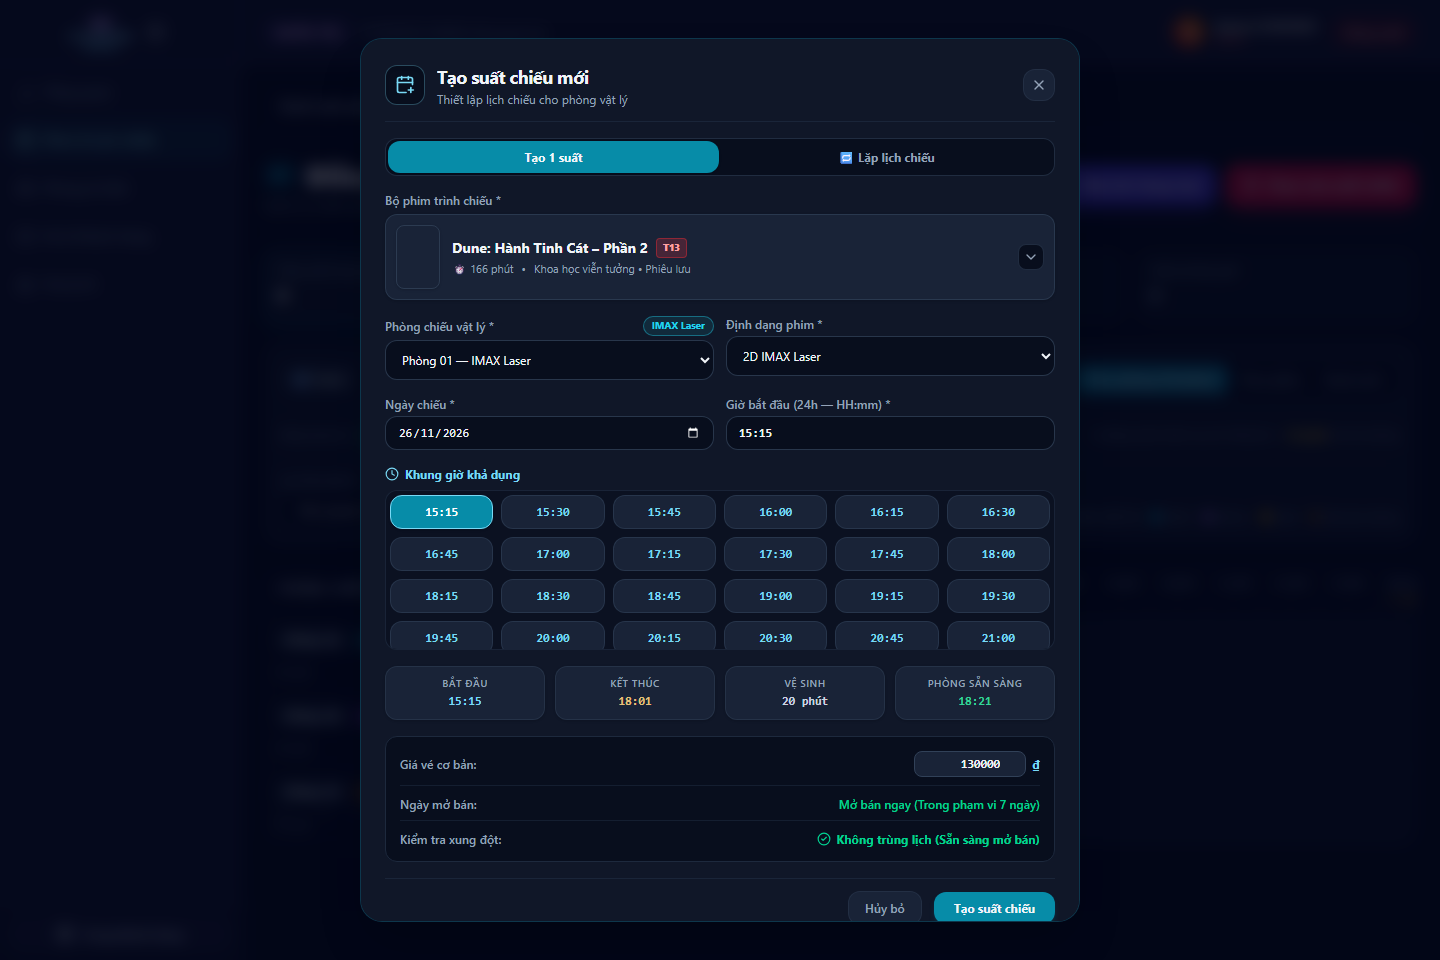 Tạo suất chiếu mới
Thiết lập lịch chiếu cho phòng vật lý
Tạo 1 suất
Lặp lịch chiếu
Bộ phim trình chiếu *
Dune: Hành Tinh Cát – Phần 2 T13
166 phút • Khoa học viễn tưởng • Phiêu lưu
Phòng chiếu vật lý * IMAX Laser
Phòng 01 — IMAX Laser
Định dạng phim *
2D IMAX Laser
Ngày chiếu *
26/11/2026
Giờ bắt đầu (24h — HH:mm) *
15:15
Khung giờ khả dụng
15:15 15:30 15:45 16:00 16:15 16:30
16:45 17:00 17:15 17:30 17:45 18:00
18:15 18:30 18:45 19:00 19:15 19:30
19:45 20:00 20:15 20:30 20:45 21:00
BẮT ĐẦU
15:15
KẾT THÚC
18:01
VỆ SINH
20 phút
PHÒNG SẴN SÀNG
18:21
Giá vé cơ bản: 130000 ₫
Ngày mở bán: Mở bán ngay (Trong phạm vi 7 ngày)
Kiểm tra xung đột: Không trùng lịch (Sẵn sàng mở bán)
Hủy bỏ
Tạo suất chiếu